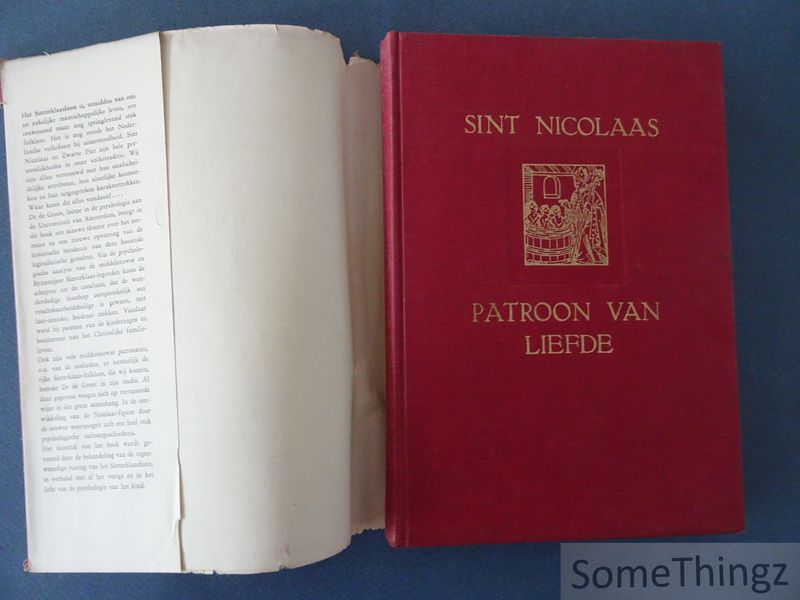 Het Sinterklaasfeest is, temidden van ons
zo zakelijke maatschappelijke leven, een
eeuwenoud maar nog springlevend stuk
folklore. Het is nog steeds het Neder-
landse volksfeest bij uitnemendheid. Sint
Nicolaas en Zwarte Piet zijn hele per-
soonlijkheden in onze volkstraditie. Wij
zijn allen vertrouwd met hun onafschei-
delijke attributen, hun uiterlijke kenmer-
ken en hun uitgesproken karaktertrekken.
Waar komt dit alles vandaan? . . . .
Dr de Groot, lector in de psychologie aan
de Universiteit van Amsterdam, brengt in
dit boek een nieuwe theorie over het ont-
staan en een nieuwe opvatting van de
historische betekenis van deze boeiende
legendarische gestalten. Via de psycholo-
gische analyse van de middeleeuwse en
Byzantijnse Sinterklaas-legenden komt de
schrijver tot de conclusie, dat de won-
derdadige bisschop oorspronkelijk een
vruchtbaarheidsheilige is geweest, met
laat-antieke, heidense trekken. Vandaar
werd hij patroon van de kinderzegen en
beschermer van het Christelijke familie-
leven.
Ook zijn vele middeleeuwse patronaten,
o.a. van de zeelieden, en natuurlijk de
rijke Sinterklaas-folklore, die wij kennen,
betrekt Dr de Groot in zijn studie. Al
deze gegevens voegen zich op verrassende
wijze in één grote samenhang. In de ont-
wikkeling van de Nicolaas-figuur door
de eeuwen weerspiegelt zich een heel stuk
psychologische cultuurgeschiedenis.
Het sluitstuk van het boek wordt ge-
vormd door de behandeling van de tegen-
woordige viering van het Sinterklaasfeest,
in verband met al het vorige en in het
licht van de psychologie van het kind.
SINT NICOLAAS
PATROON VAN
LIEFDE
SomeThingz